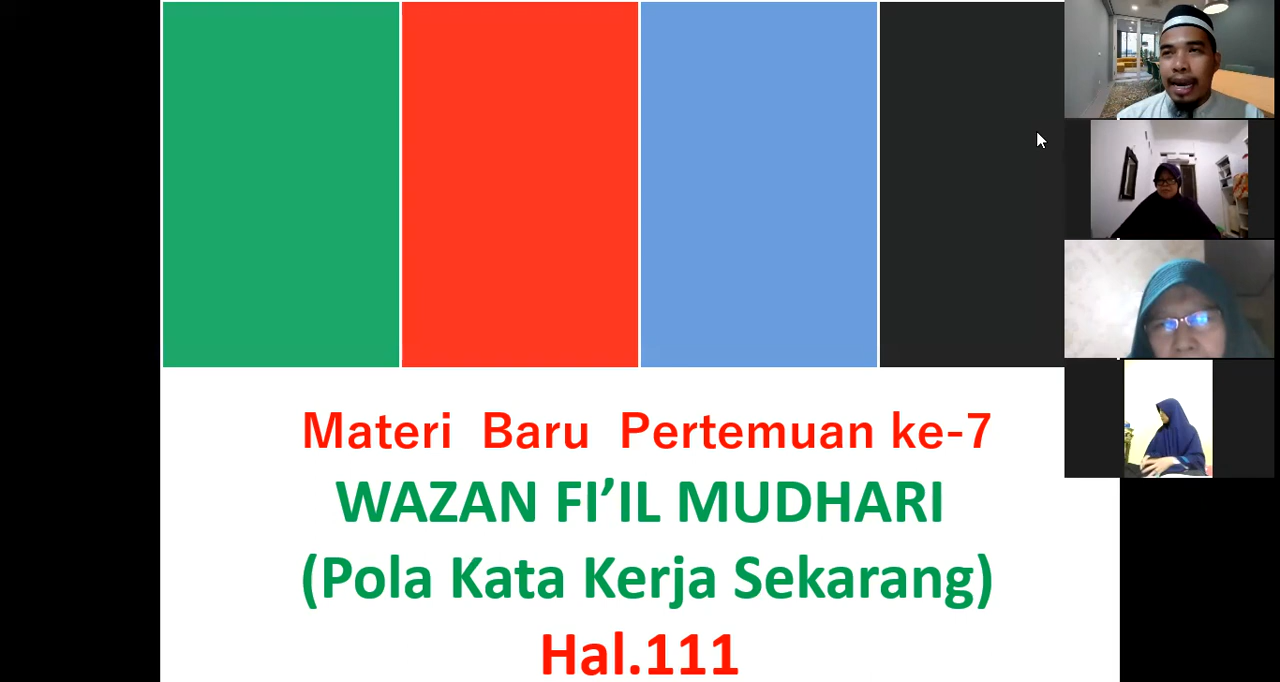 Materi Baru Pertemuan ke-7
WAZAN FI’IL MUDHARI
(Pola Kata Kerja Sekarang)
Hal.111